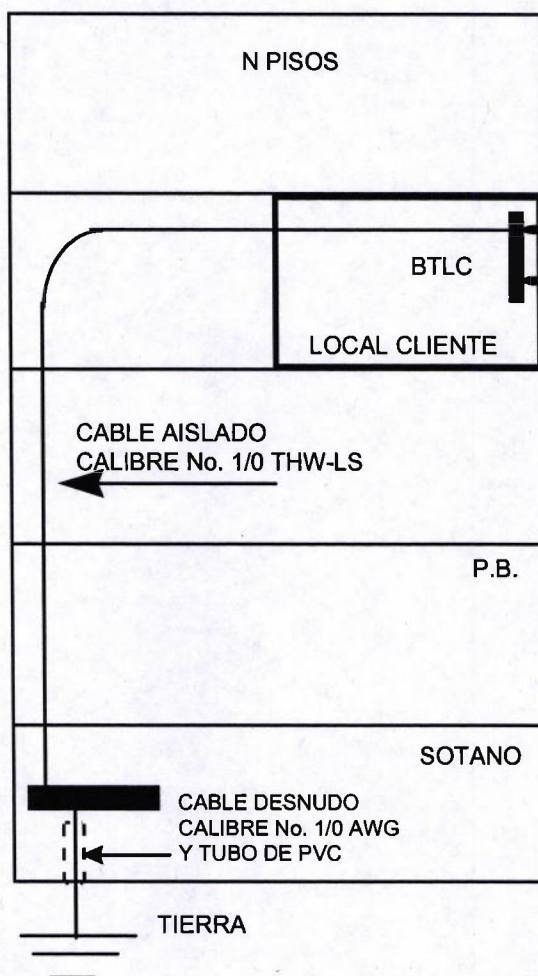 N PISOS
BTLC
LOCAL CLIENTE
CABLE AISLADO
CALIBRE No. 1/0 THW-LS
P.B.
SOTANO
CABLE DESNUDO
CALIBRE No. 1/0 AWG
Y TUBO DE PVC
TIERRA